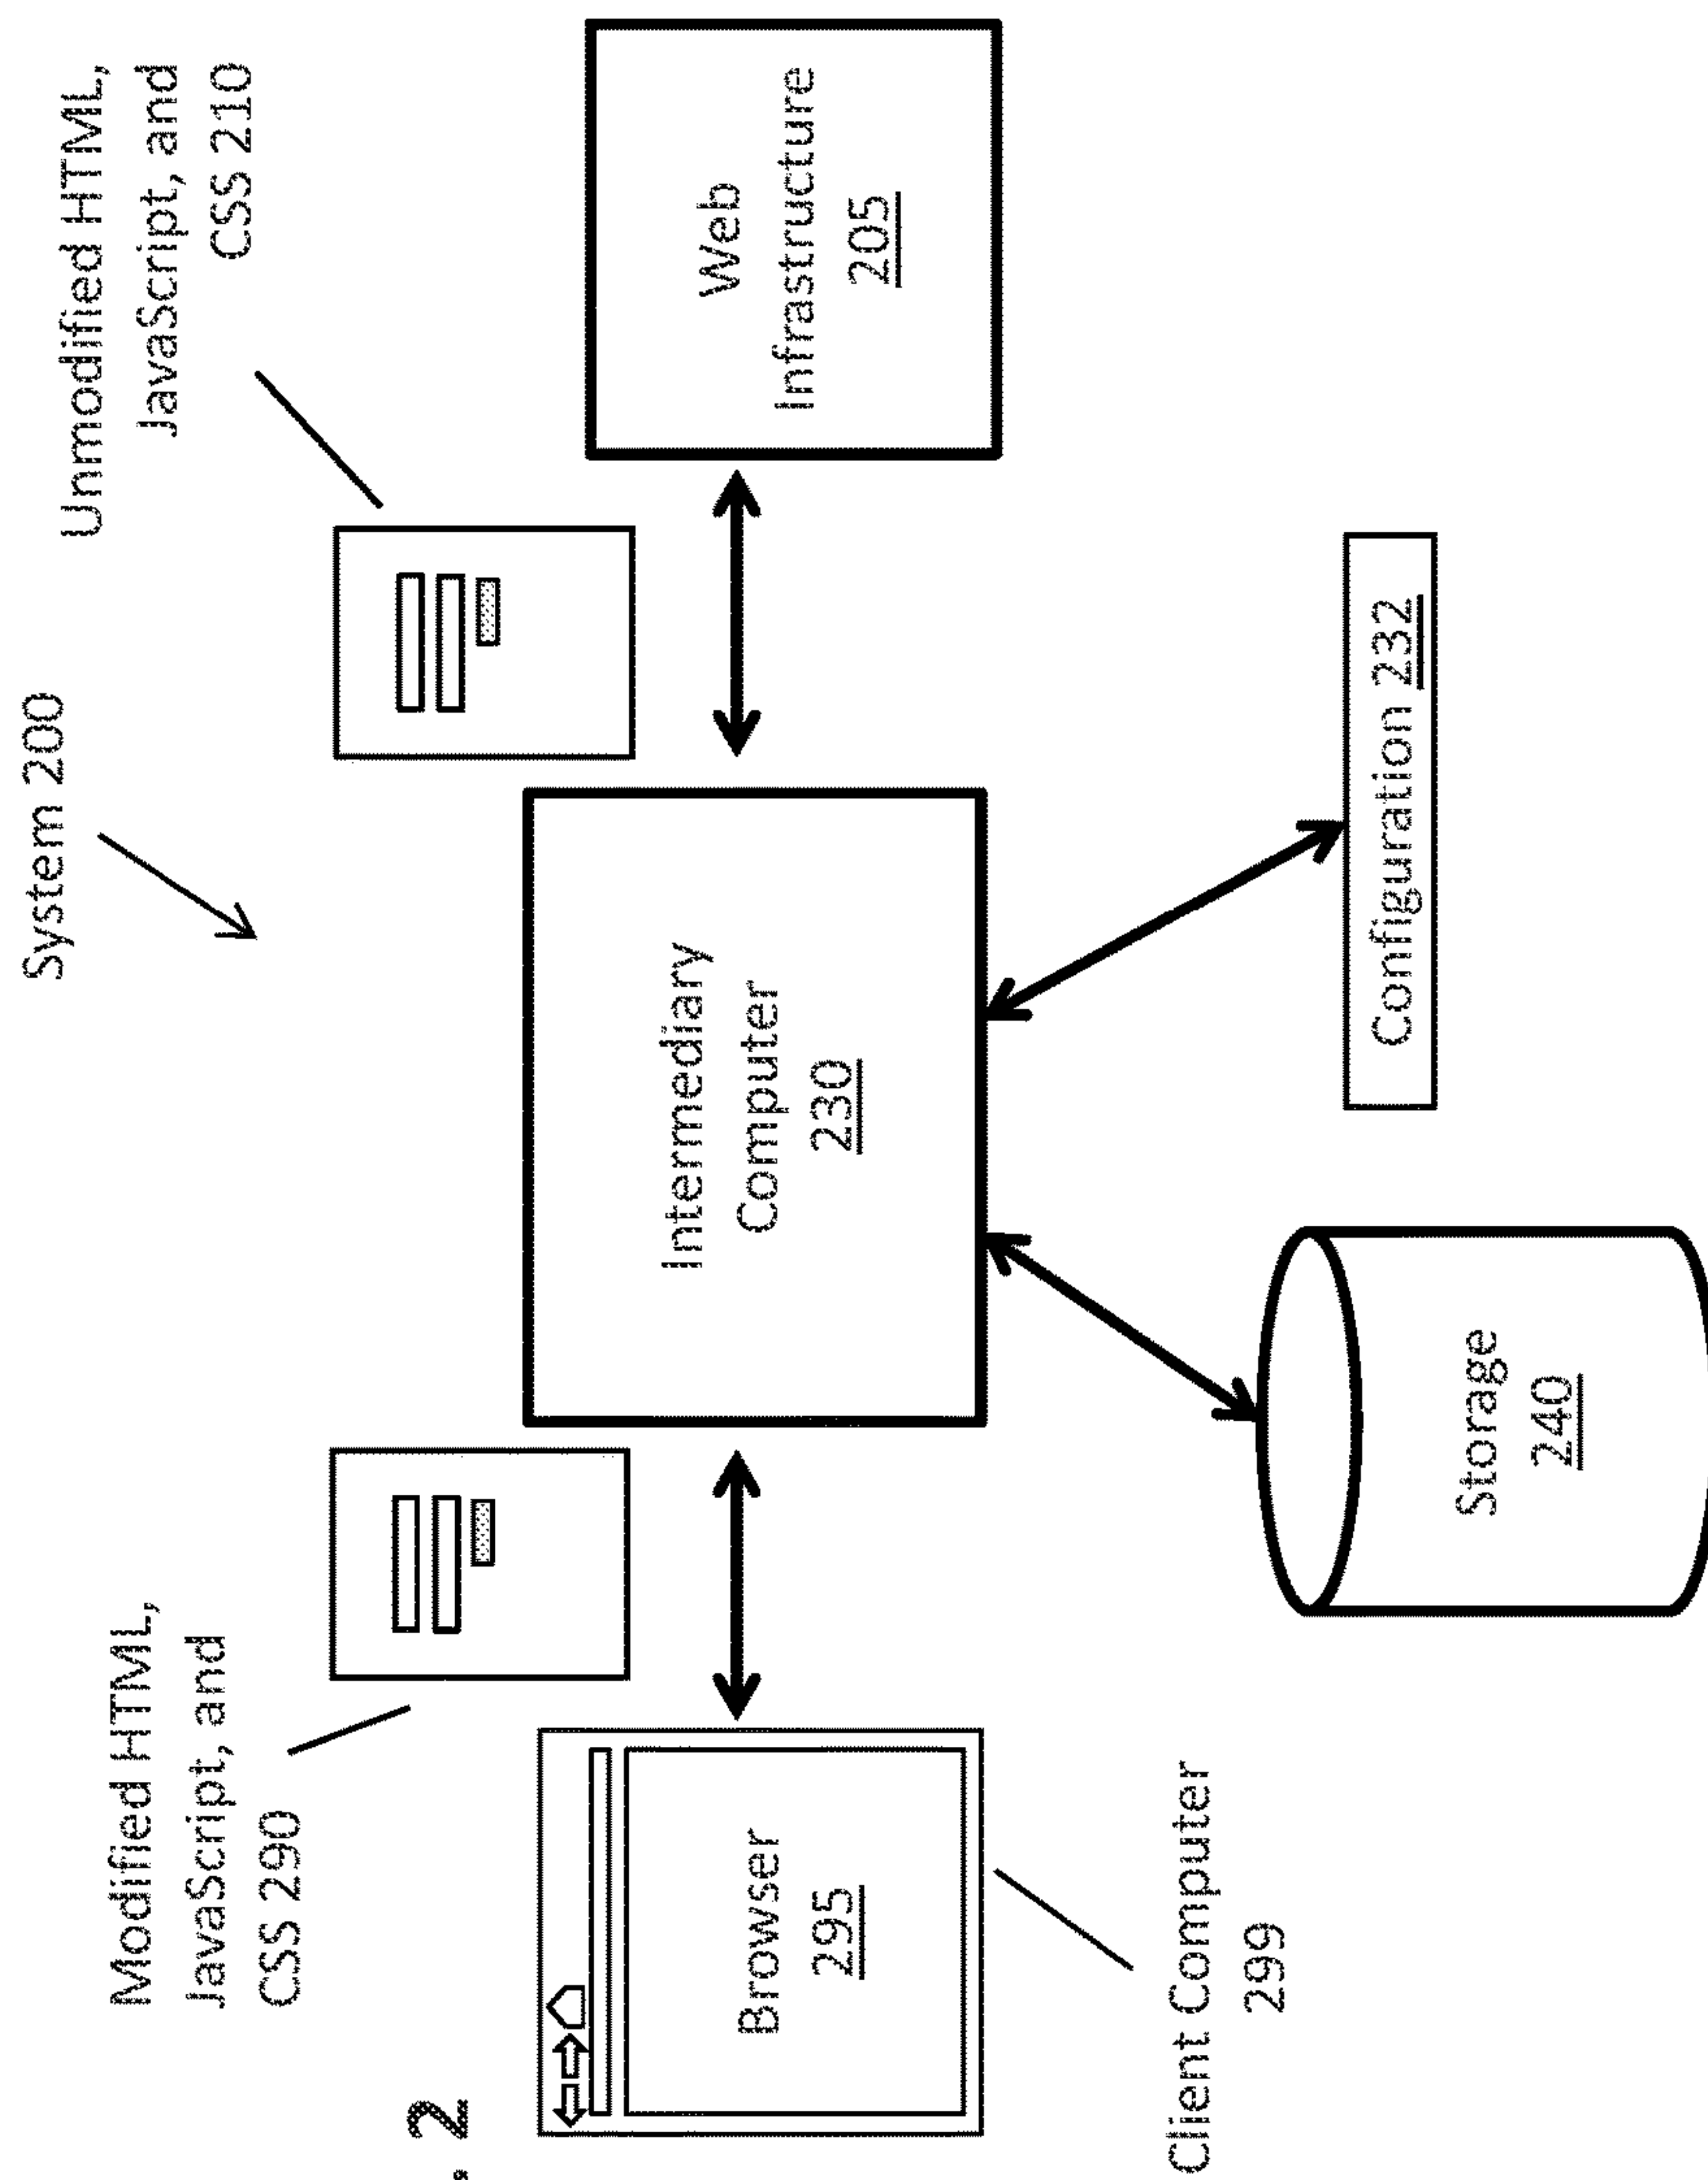 System 200
Unmodified HTML,
JavaScript, and
CSS 210
Modified HTML,
JavaScript, and
CSS 290
. 2
Browser
295
Intermediary
Computer
230
Web
Infrastructure
205
Client Computer
299
Storage
240
Configuration 232